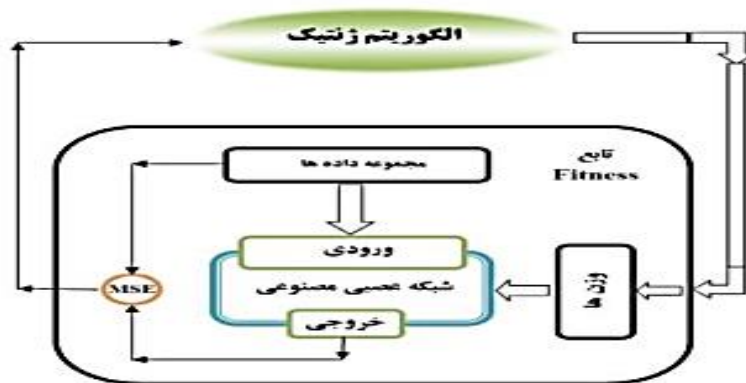 الگوریتم ژنتیک
مجموعه داده ها
تابع
Fitness
ورودی
شبکه عصبی مصنوعی
خروجی
وزن ها
MSE